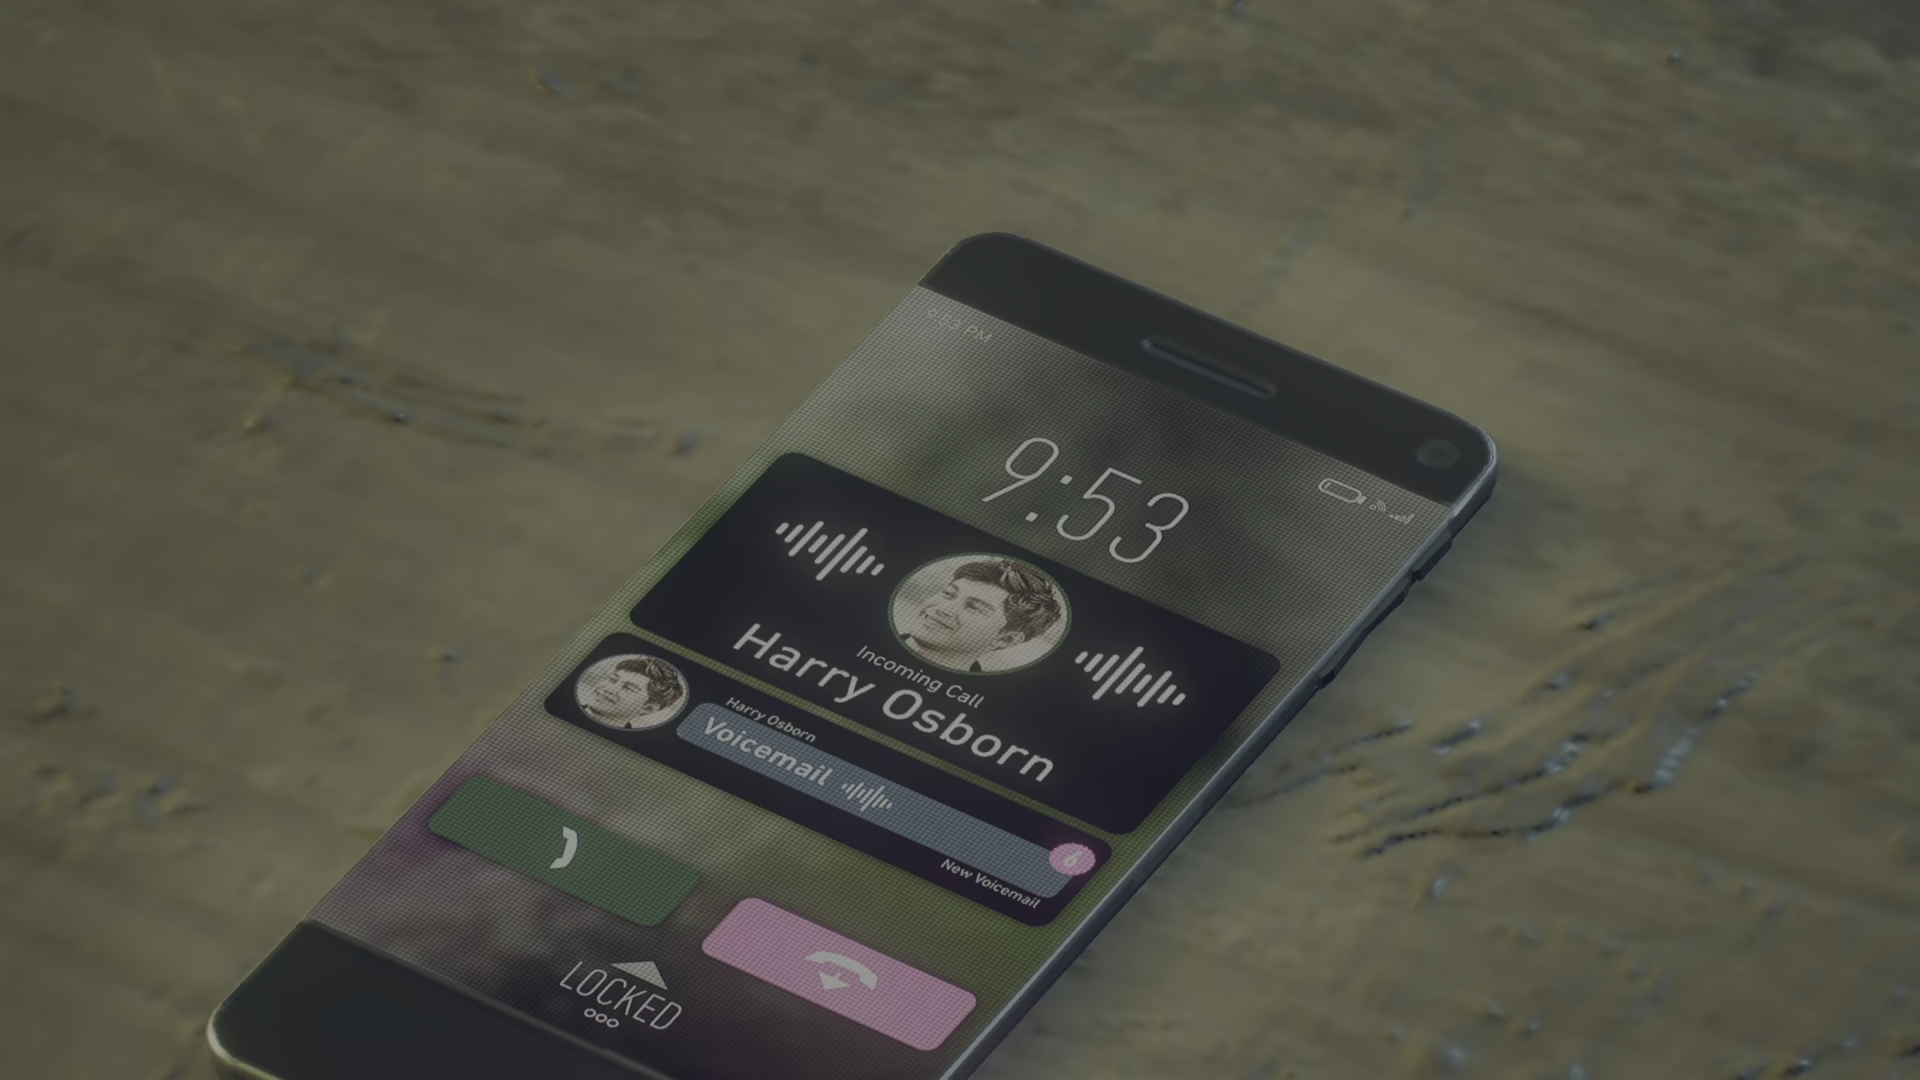 9:53 PM
9:53
Incoming Call
Harry Osborn
Harry Osborn
Voicemail
6
New Voicemail
LOCKED